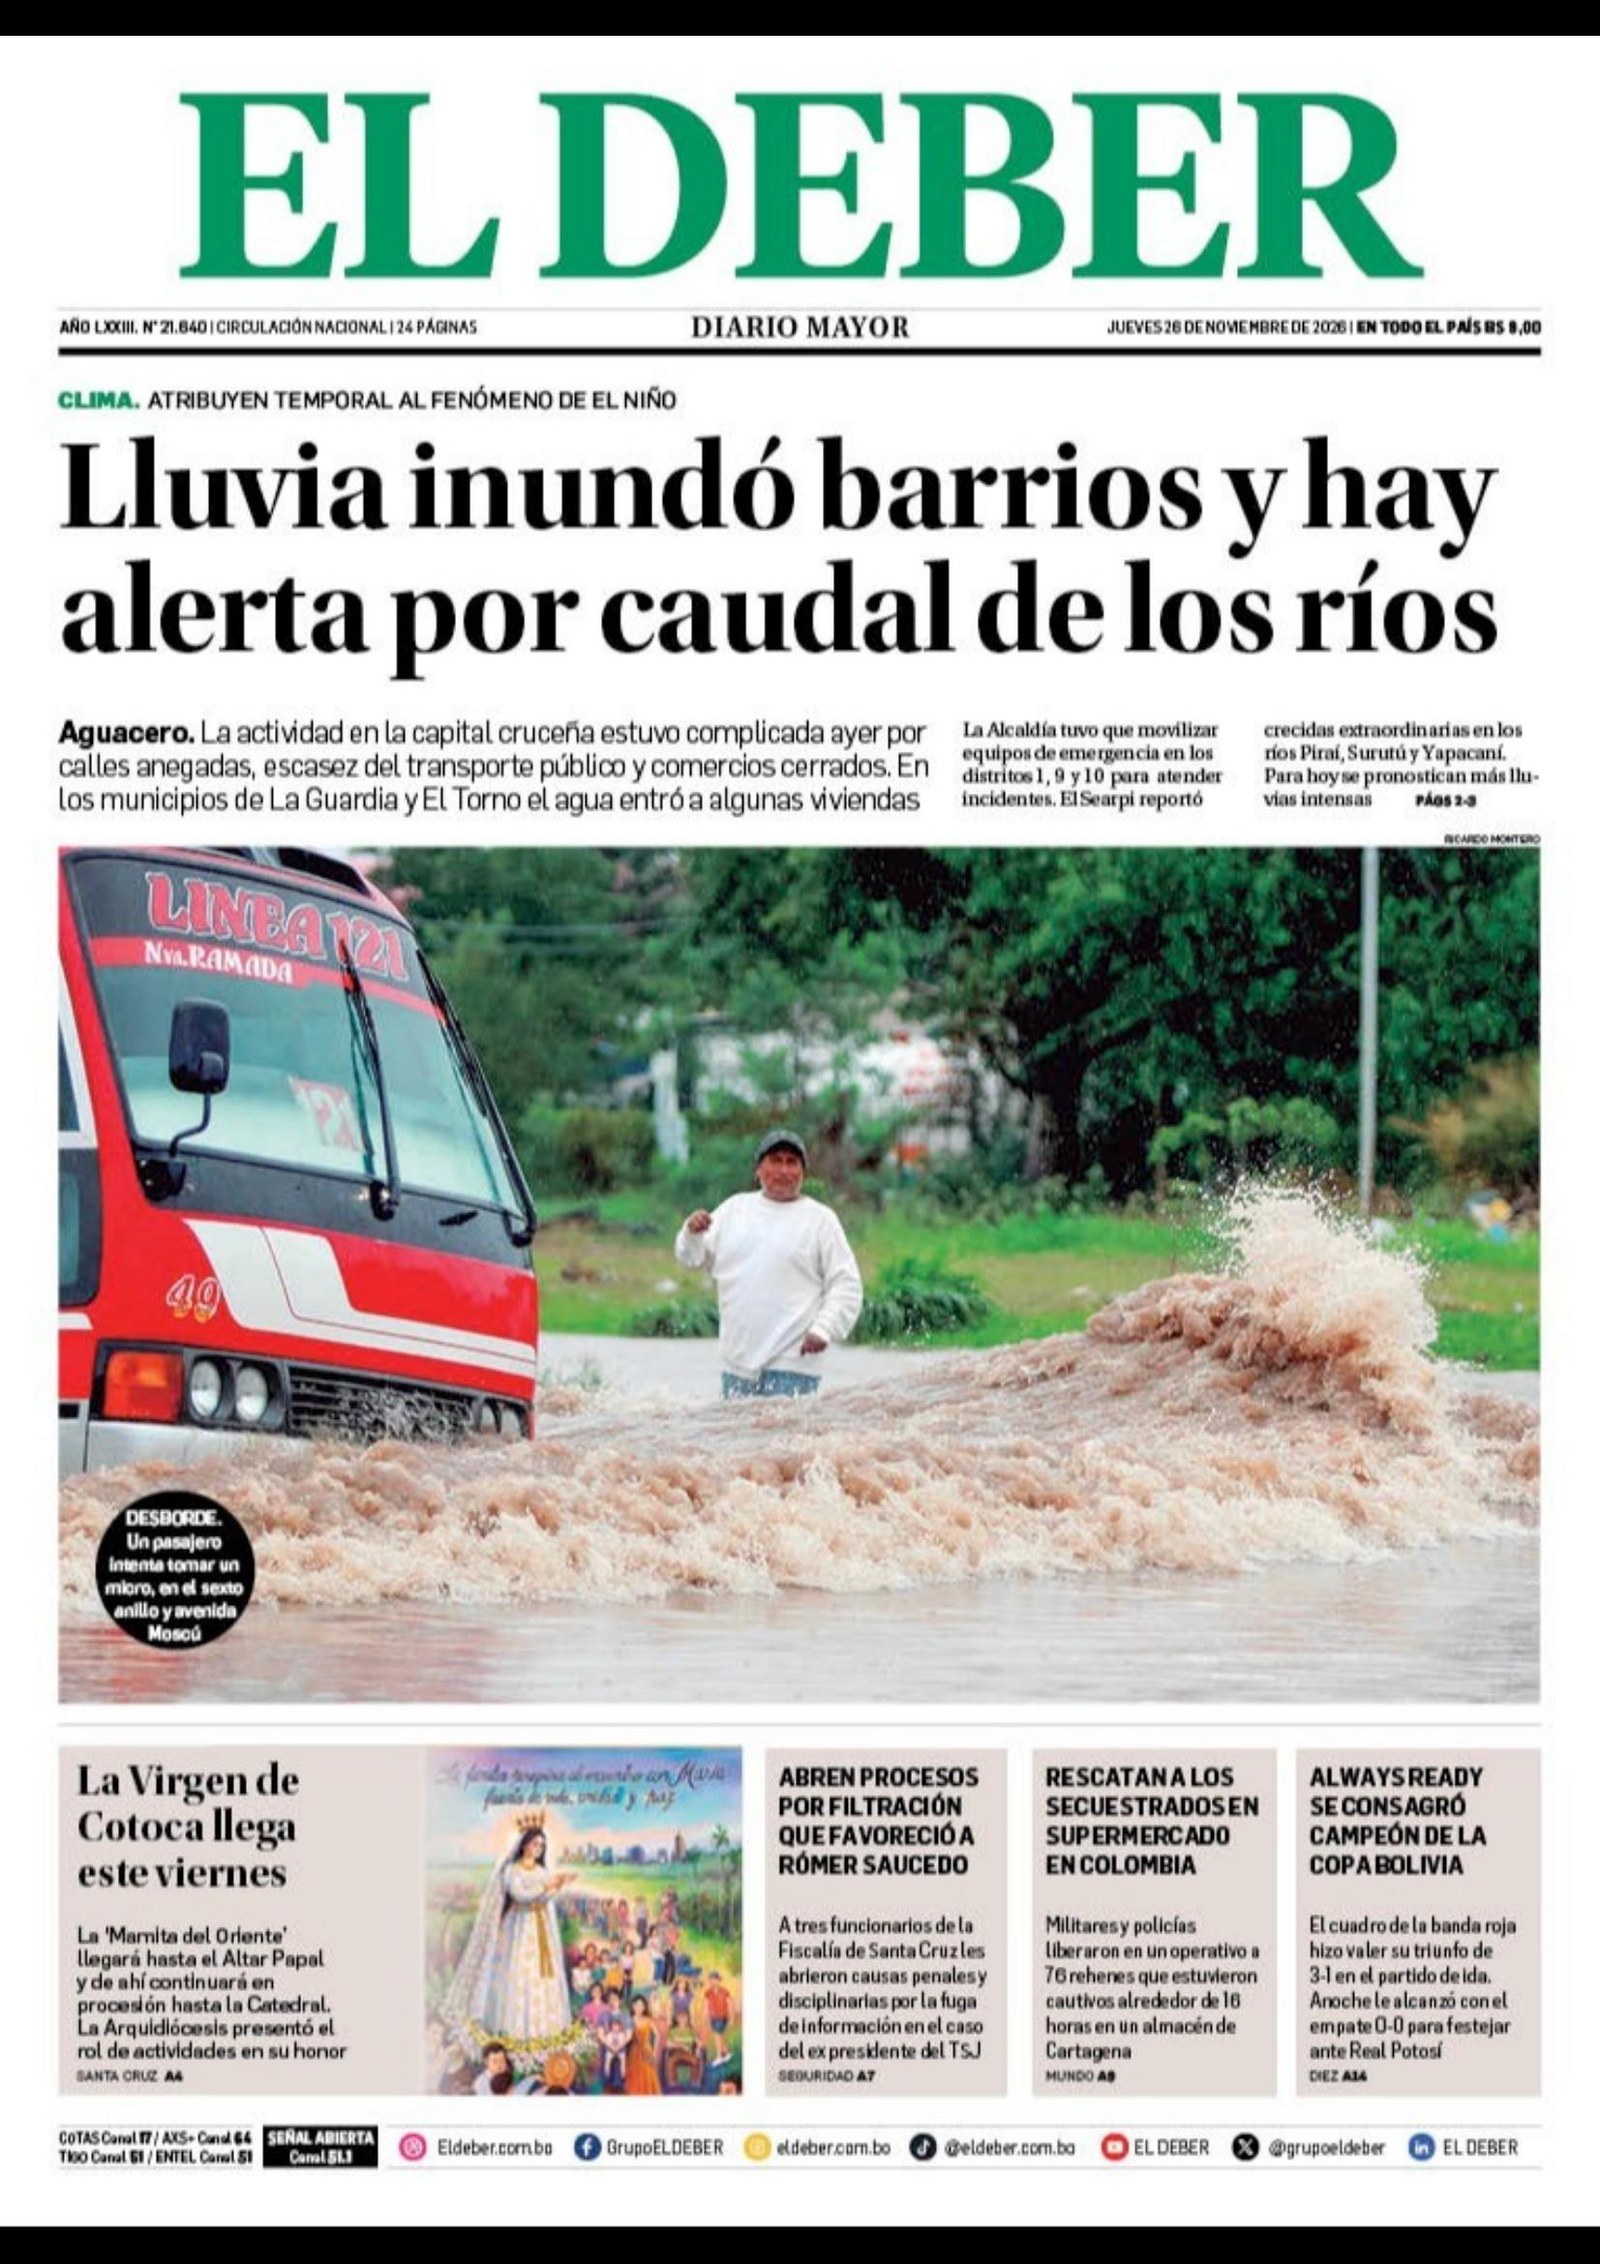 EL DEBER
AÑO LXXIII. N° 21.640 | CIRCULACIÓN NACIONAL | 24 PÁGINAS
DIARIO MAYOR
JUEVES 26 DE NOVIEMBRE DE 2026 | EN TODO EL PAÍS BS 8,00
CLIMA. ATRIBUYEN TEMPORAL AL FENÓMENO DE EL NIÑO
Lluvia inundó barrios y hay
alerta por caudal de los ríos
Aguacero. La actividad en la capital cruceña estuvo complicada ayer por
calles anegadas, escasez del transporte público y comercios cerrados. En
los municipios de La Guardia y El Torno el agua entró a algunas viviendas
La Alcaldía tuvo que movilizar
equipos de emergencia en los
distritos 1, 9 y 10 para atender
incidentes. El Searpi reportó
crecidas extraordinarias en los
ríos Piraí, Surutú y Yapacaní.
Para hoy se pronostican más llu-
vias intensas PÁGS 2-3
RICARDO MONTERO
LINEA 121
Nva. RAMADA
49
DESBORDE.
Un pasajero
intenta tomar un
micro, en el sexto
anillo y avenida
Moscú
La Virgen de
Cotoca llega
este viernes
La 'Mamita del Oriente'
llegará hasta el Altar Papal
y de ahí continuará en
procesión hasta la Catedral.
La Arquidiócesis presentó el
rol de actividades en su honor
SANTA CRUZ A4
con María
fuente de vida, unidad y paz
ABREN PROCESOS
POR FILTRACIÓN
QUE FAVORECIÓ A
RÓMER SAUCEDO
A tres funcionarios de la
Fiscalía de Santa Cruz les
abrieron causas penales y
disciplinarias por la fuga
de información en el caso
del ex presidente del TSJ
SEGURIDAD A7
RESCATAN A LOS
SECUESTRADOS EN
SUPERMERCADO
EN COLOMBIA
Militares y policías
liberaron en un operativo a
76 rehenes que estuvieron
cautivos alrededor de 16
horas en un almacén de
Cartagena
MUNDO A8
ALWAYS READY
SE CONSAGRÓ
CAMPEÓN DE LA
COPA BOLIVIA
El cuadro de la banda roja
hizo valer su triunfo de
3-1 en el partido de ida.
Anoche le alcanzó con el
empate 0-0 para festejar
ante Real Potosí
DIEZ A14
COTAS Canal 17 / AXS+ Canal 64
TIGO Canal 51 / ENTEL Canal 51
SEÑAL ABIERTA
Canal 51.1
Eldeber.com.bo
GrupoELDEBER
eldeber.com.bo
@eldeber.com.bo
EL DEBER
@grupoeldeber
EL DEBER